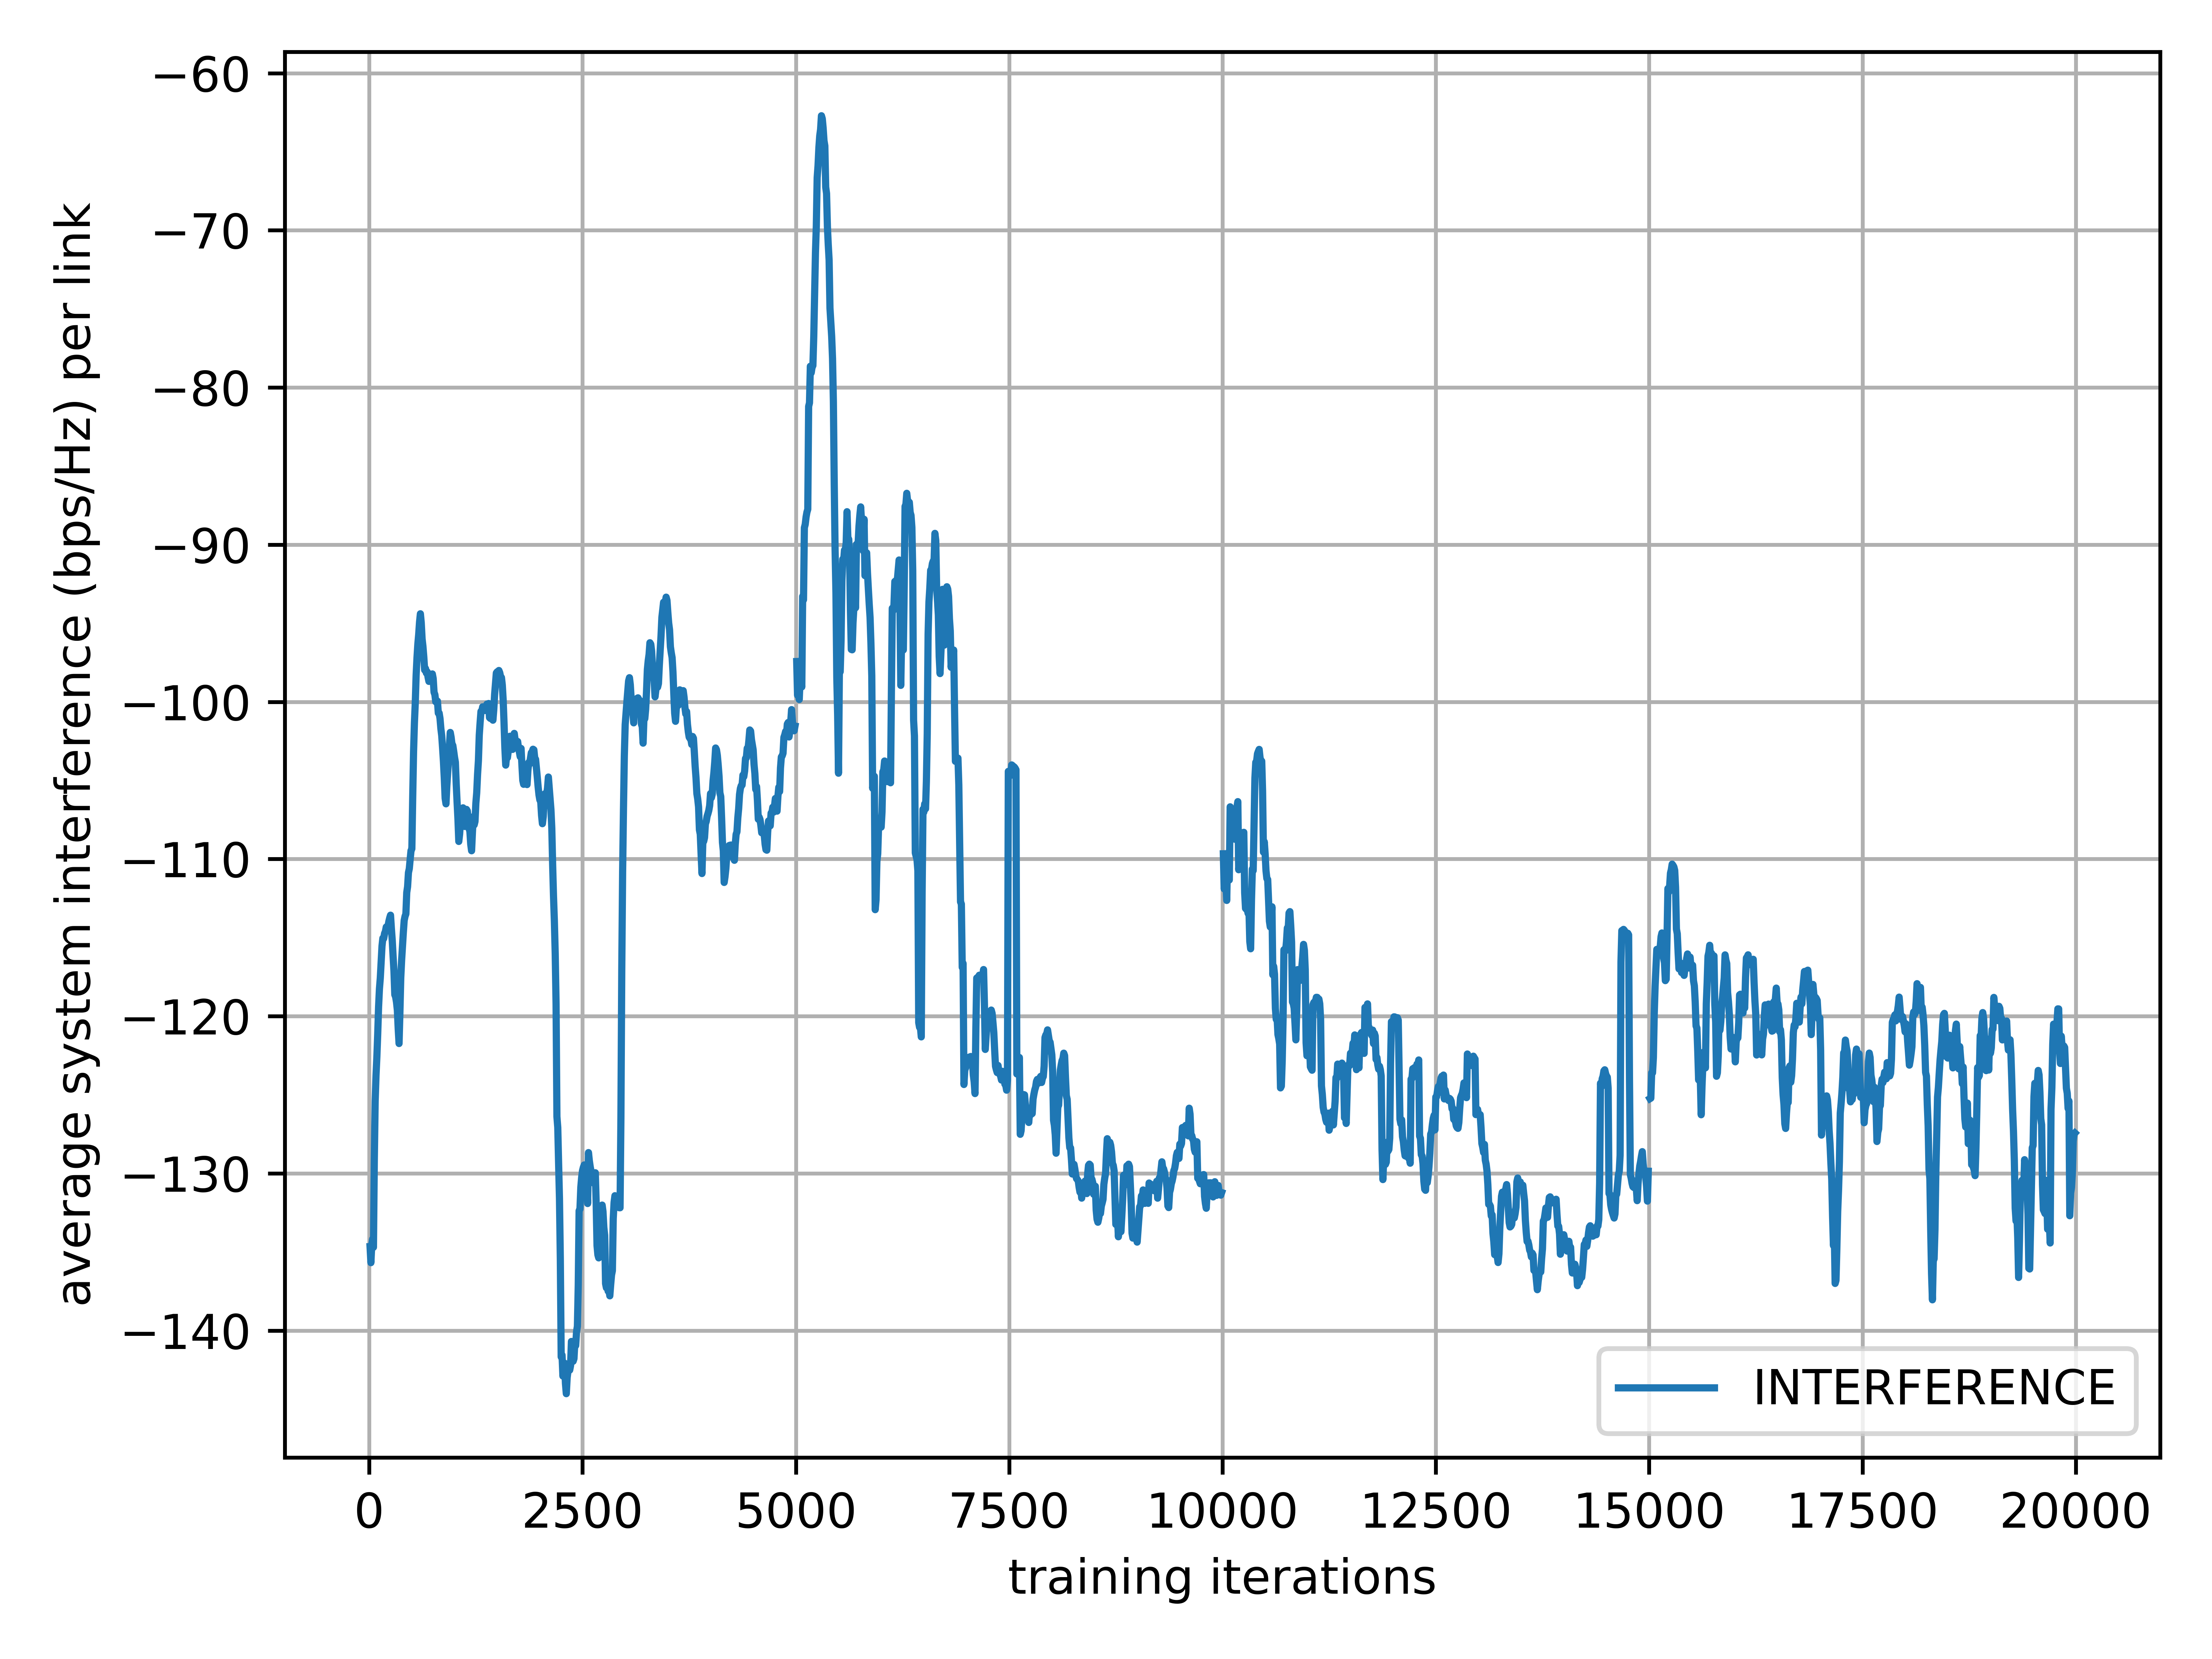 average system interference (bps/Hz) per link
−60
−70
−80
−90
−100
−110
−120
−130
−140
INTERFERENCE
0 2500 5000 7500 10000 12500 15000 17500 20000
training iterations